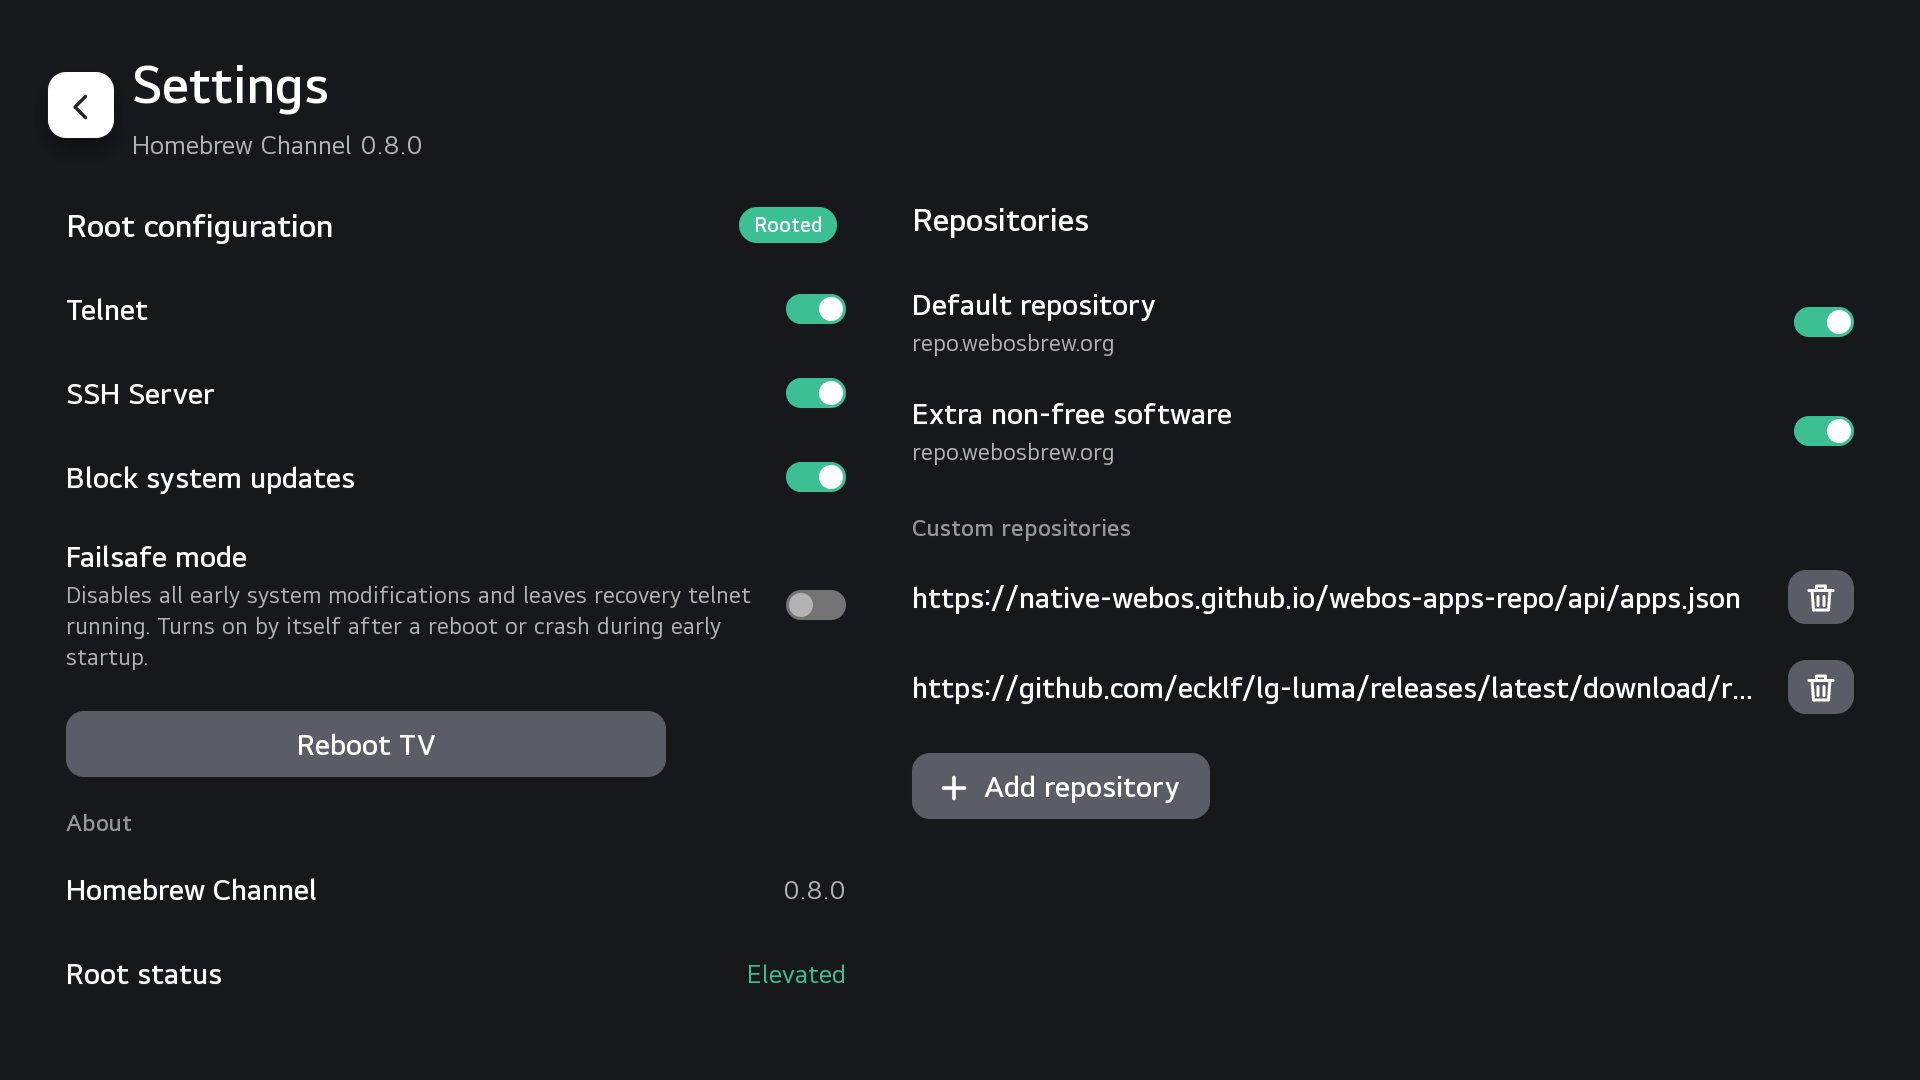 Settings
Homebrew Channel 0.8.0
Root configuration
Rooted
Telnet
SSH Server
Block system updates
Failsafe mode
Disables all early system modifications and leaves recovery telnet
running. Turns on by itself after a reboot or crash during early
startup.
Reboot TV
About
Homebrew Channel
0.8.0
Root status
Elevated
Repositories
Default repository
repo.webosbrew.org
Extra non-free software
repo.webosbrew.org
Custom repositories
https://native-webos.github.io/webos-apps-repo/api/apps.json
https://github.com/ecklf/lg-luma/releases/latest/download/r...
Add repository